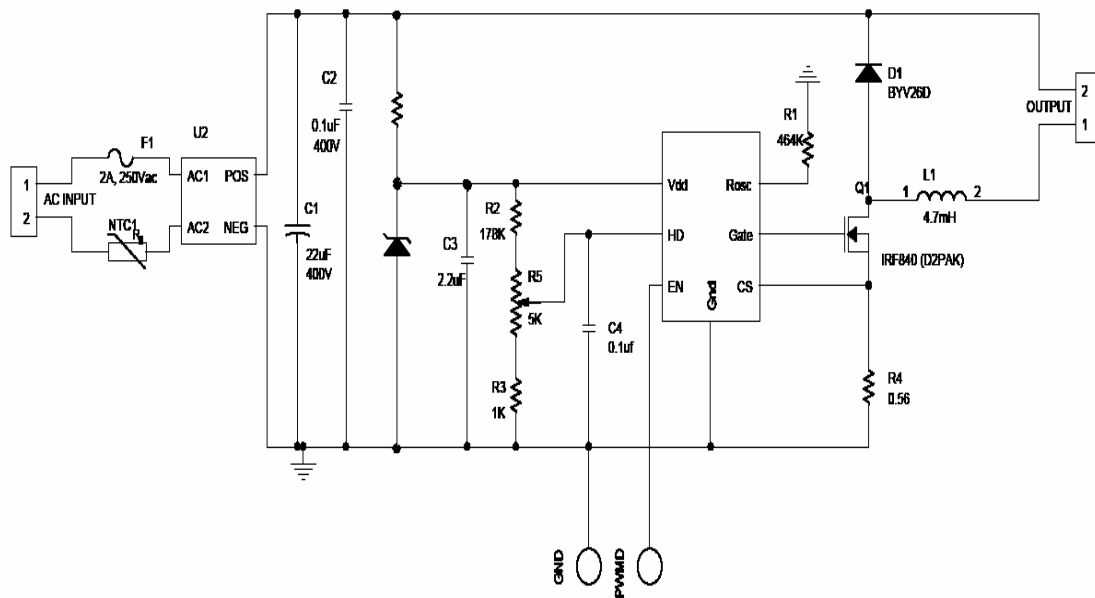 C2
0.1uF
400V
D1
BYV26D
R1
464K
2
OUTPUT
1
F1
2A, 250Vac
U2
1
AC INPUT
2
NTC1
AC1
POS
AC2
NEG
C1
22uF
400V
C3
2.2uF
R2
178K
R5
5K
R3
1K
C4
0.1uf
Vdd
Rosc
HD
Gate
EN
CS
Gnd
Q1
IRF840 (D2PAK)
1
L1
2
4.7mH
R4
0.56
GND
PWMD